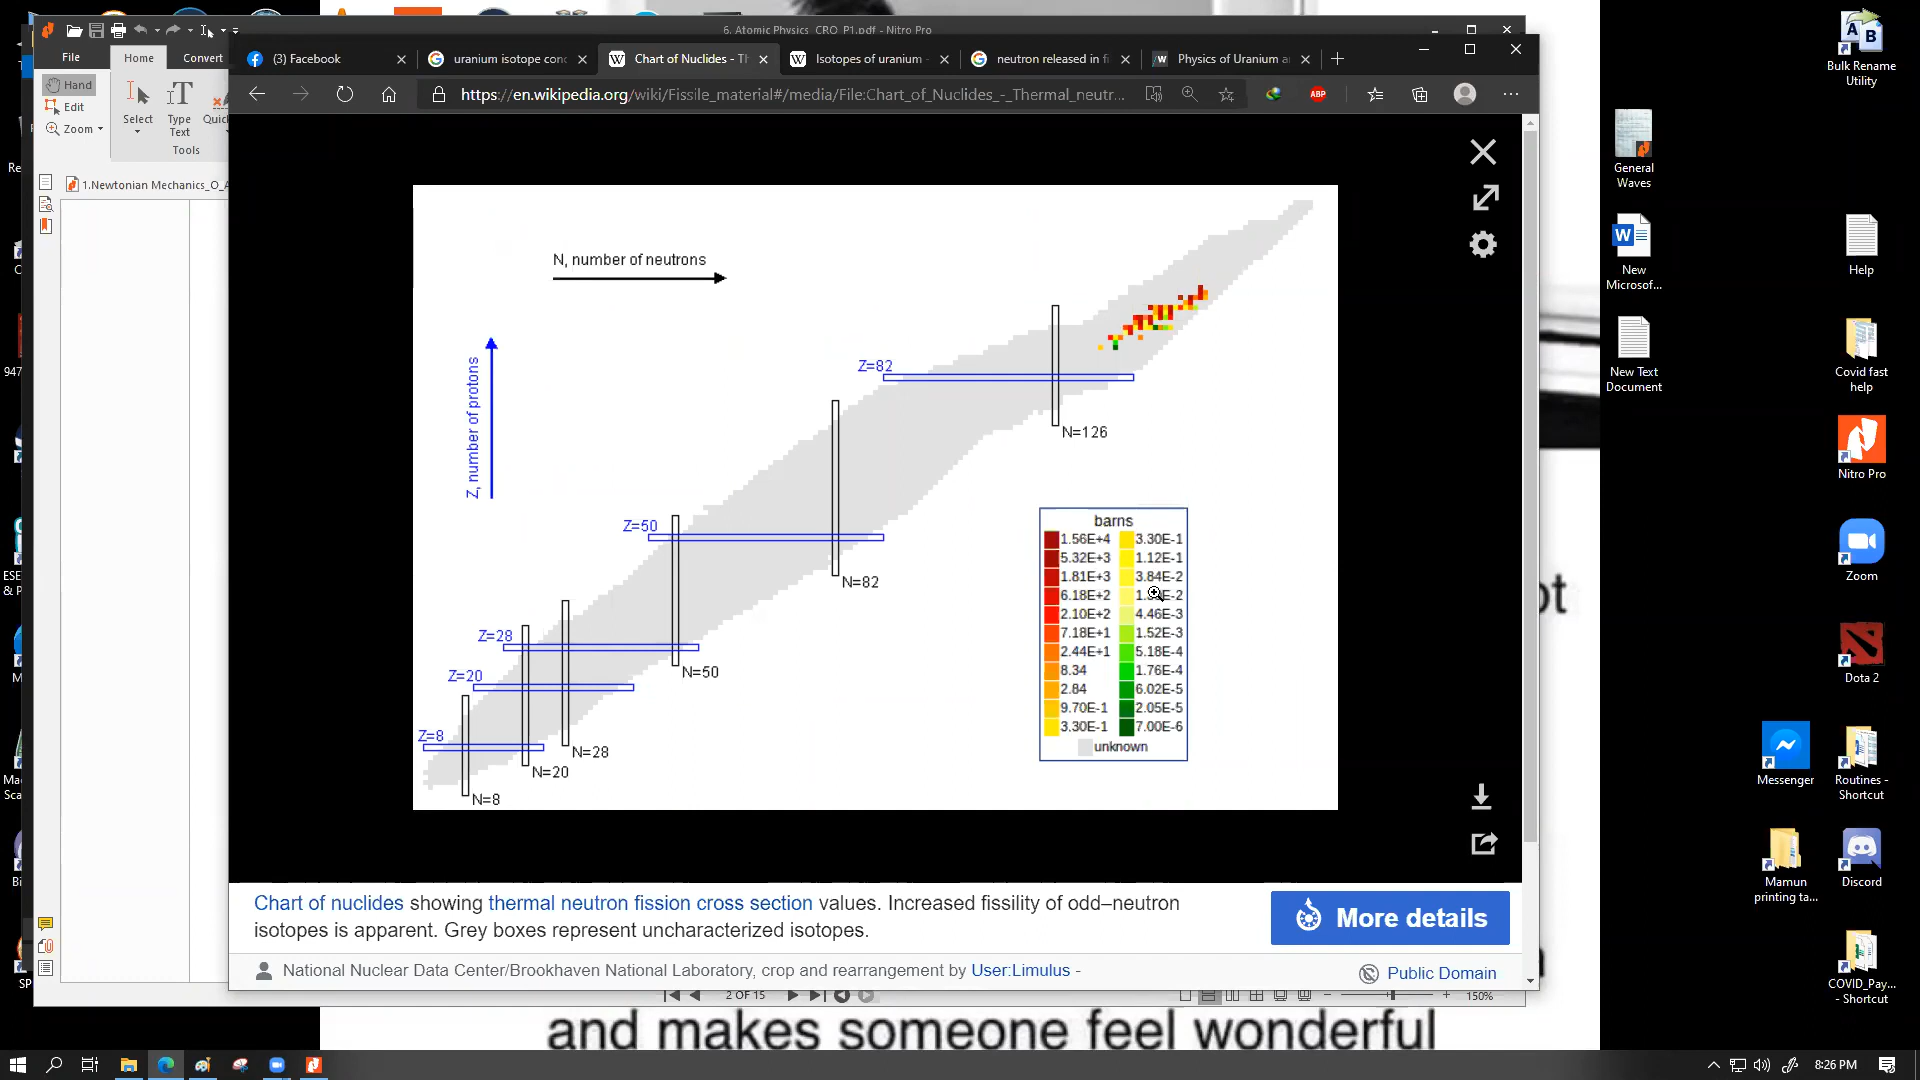 6. Atomic Physics_CRO_P1.pdf - Nitro Pro
File
Home
Convert
(3) Facebook
uranium isotope conc
Chart of Nuclides - Th
Isotopes of uranium -
neutron released in fi
Physics of Uranium a
Hand
Edit
Zoom
Select
Type
Text
Quic
Tools
https://en.wikipedia.org/wiki/Fissile_material#/media/File:Chart_of_Nuclides_-_Thermal_neutr...
ABP
1.Newtonian Mechanics_O_A
N, number of neutrons
Z, number of protons
Z=82
N=126
Z=50
N=82
Z=28
N=50
Z=20
N=28
Z=8
N=20
N=8
barns
1.56E+4 3.30E-1
5.32E+3 1.12E-1
1.81E+3 3.84E-2
6.18E+2
2.10E+2 4.46E-3
7.18E+1 1.52E-3
2.44E+1 5.18E-4
8.34 1.76E-4
2.84 6.02E-5
9.70E-1 2.05E-5
3.30E-1 7.00E-6
unknown
Chart of nuclides showing thermal neutron fission cross section values. Increased fissility of odd–neutron
isotopes is apparent. Grey boxes represent uncharacterized isotopes.
More details
National Nuclear Data Center/Brookhaven National Laboratory, crop and rearrangement by User:Limulus -
Public Domain
2 OF 15
150%
and makes someone feel wonderful
Bulk Rename
Utility
General
Waves
New
Microsof...
Help
New Text
Document
Covid fast
help
Nitro Pro
Zoom
Dota 2
Messenger
Routines -
Shortcut
Mamun
printing ta...
Discord
COVID_Pay...
- Shortcut
8:26 PM